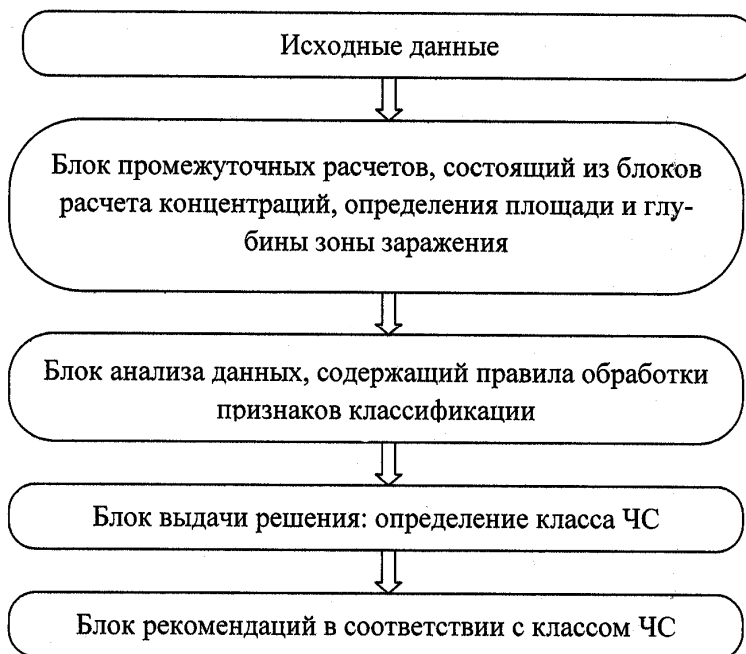 Исходные данные
Блок промежуточных расчетов, состоящий из блоков
расчета концентраций, определения площади и глу-
бины зоны заражения
Блок анализа данных, содержащий правила обработки
признаков классификации
Блок выдачи решения: определение класса ЧС
Блок рекомендаций в соответствии с классом ЧС